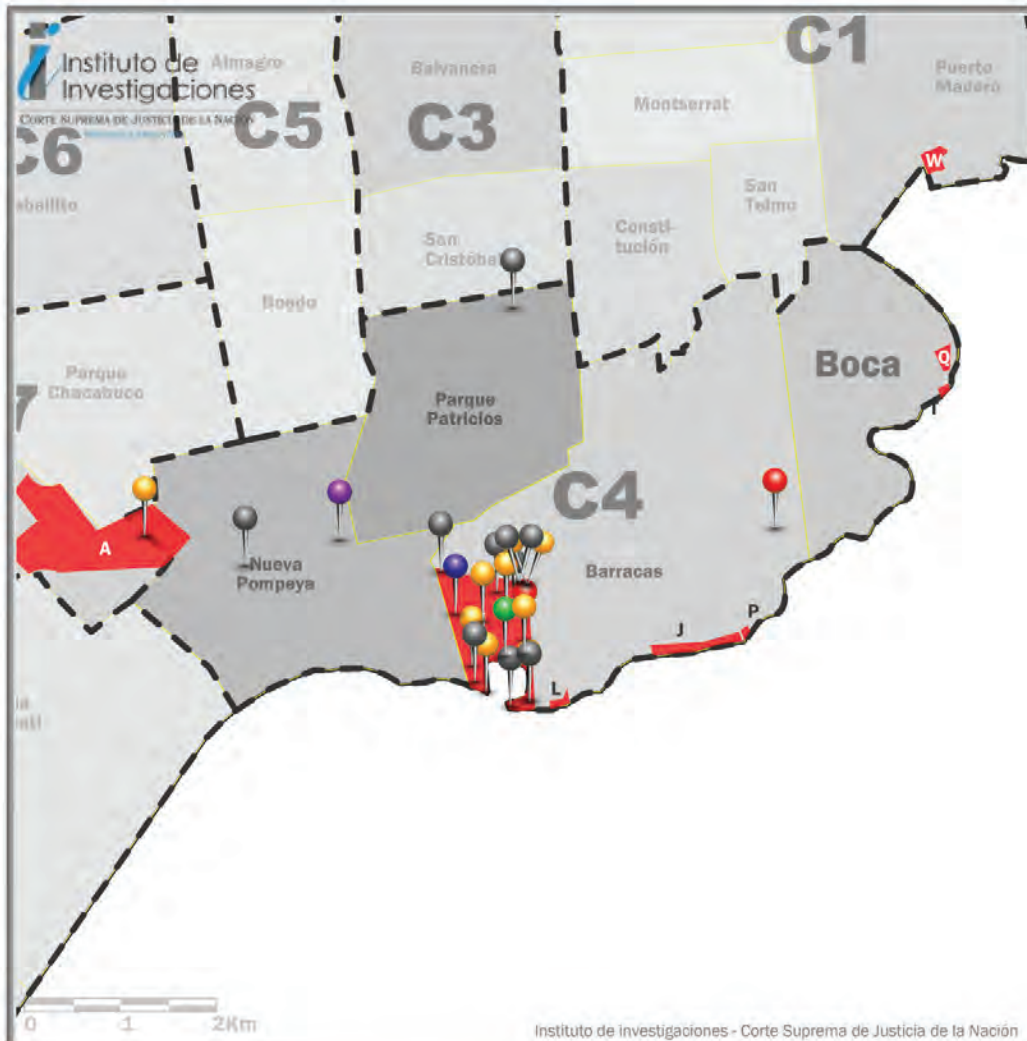 C1
Instituto de
Investigaciones
CORTE SUPREMA DE JUSTICIA DE LA NACIÓN
Almagro
Balvanera
Puerto
Madero
C5
C3
Montserrat
C6
W
San
Telmo
Consti-
tución
San
Cristóbal
Boedo
Parque
Chacabuco
Boca
Q
Parque
Patricios
7
T
C4
A
Nueva
Pompeya
Barracas
J
P
L
0 1 2Km
Instituto de investigaciones - Corte Suprema de Justicia de la Nación